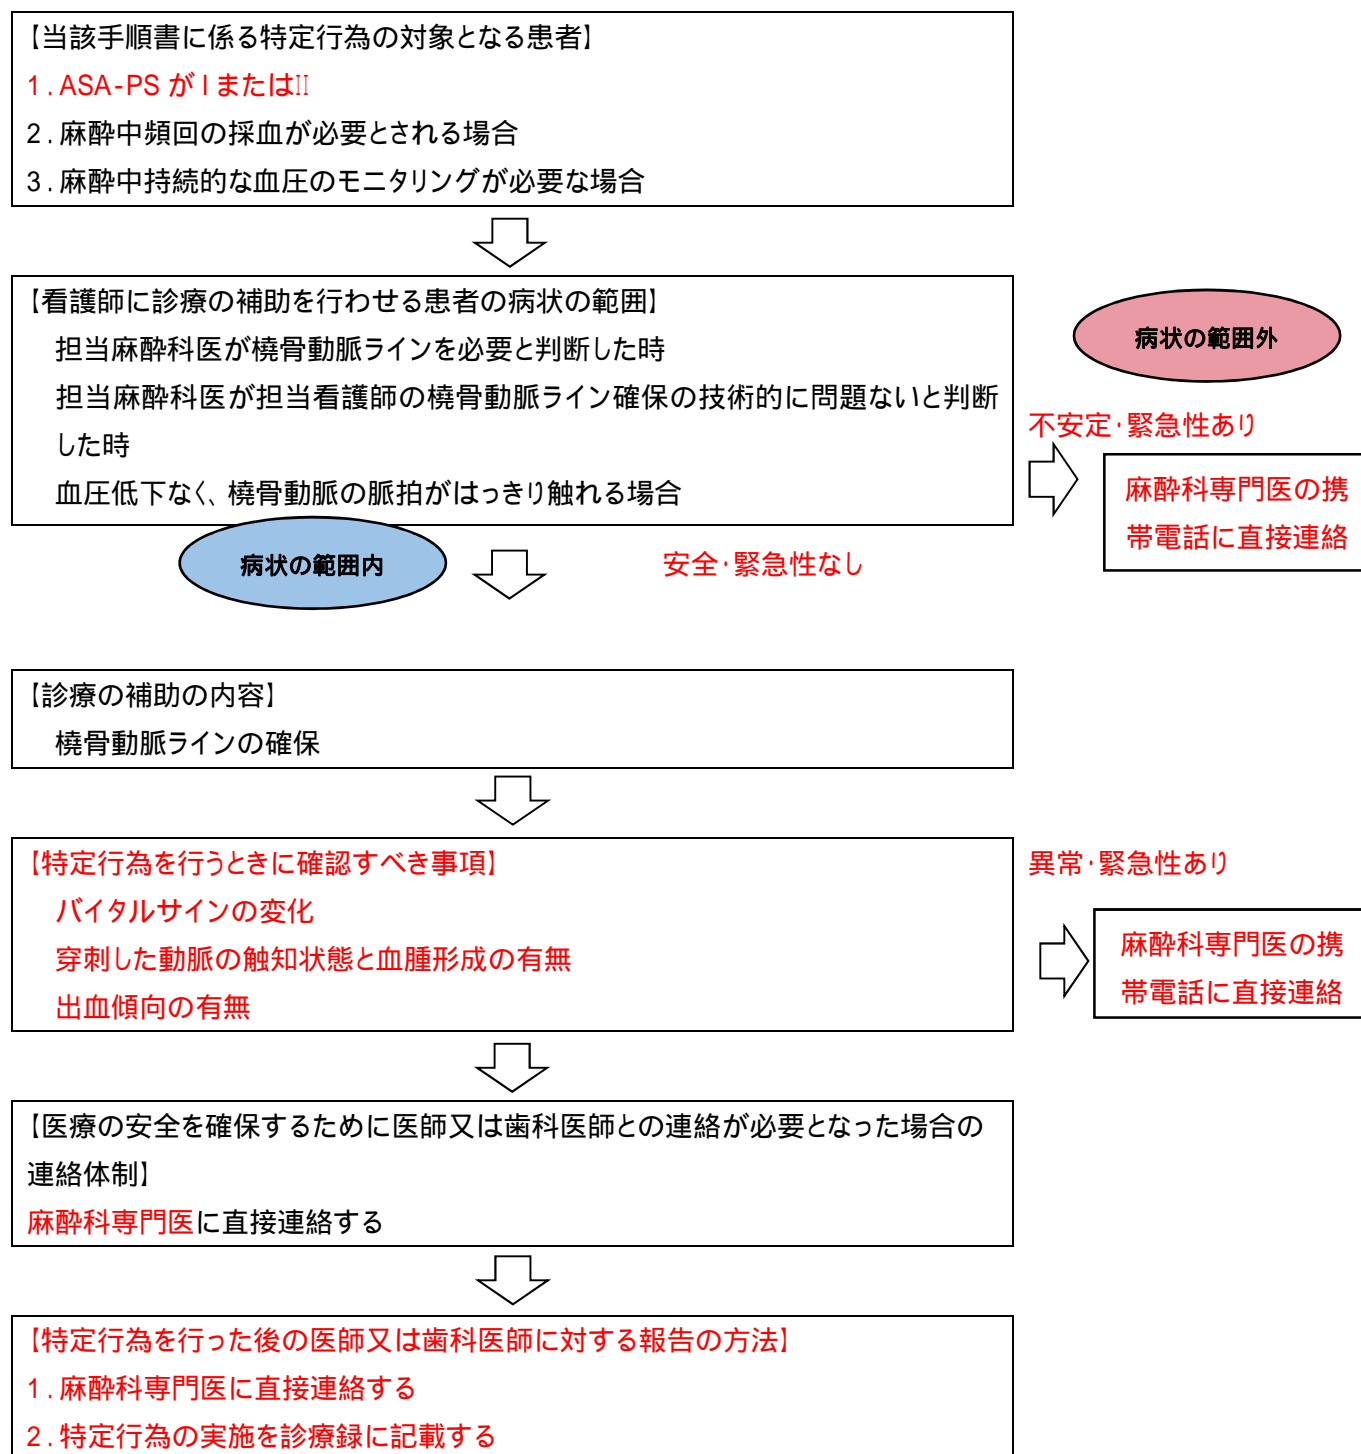 【当該手順書に係る特定行為の対象となる患者】
1．ASA-PS がⅠまたはⅡ
2．麻酔中頻回の採血が必要とされる場合
3．麻酔中持続的な血圧のモニタリングが必要な場合
【看護師に診療の補助を行わせる患者の病状の範囲】
担当麻酔科医が橈骨動脈ラインを必要と判断した時
担当麻酔科医が担当看護師の橈骨動脈ライン確保の技術的に問題ないと判断
した時
血圧低下なく、橈骨動脈の脈拍がはっきり触れる場合
病状の範囲外
不安定・緊急性あり
麻酔科専門医の携
帯電話に直接連絡
病状の範囲内
安全・緊急性なし
【診療の補助の内容】
橈骨動脈ラインの確保
【特定行為を行うときに確認すべき事項】
バイタルサインの変化
穿刺した動脈の触知状態と血腫形成の有無
出血傾向の有無
異常・緊急性あり
麻酔科専門医の携
帯電話に直接連絡
【医療の安全を確保するために医師又は歯科医師との連絡が必要となった場合の
連絡体制】
麻酔科専門医に直接連絡する
【特定行為を行った後の医師又は歯科医師に対する報告の方法】
1．麻酔科専門医に直接連絡する
2．特定行為の実施を診療録に記載する